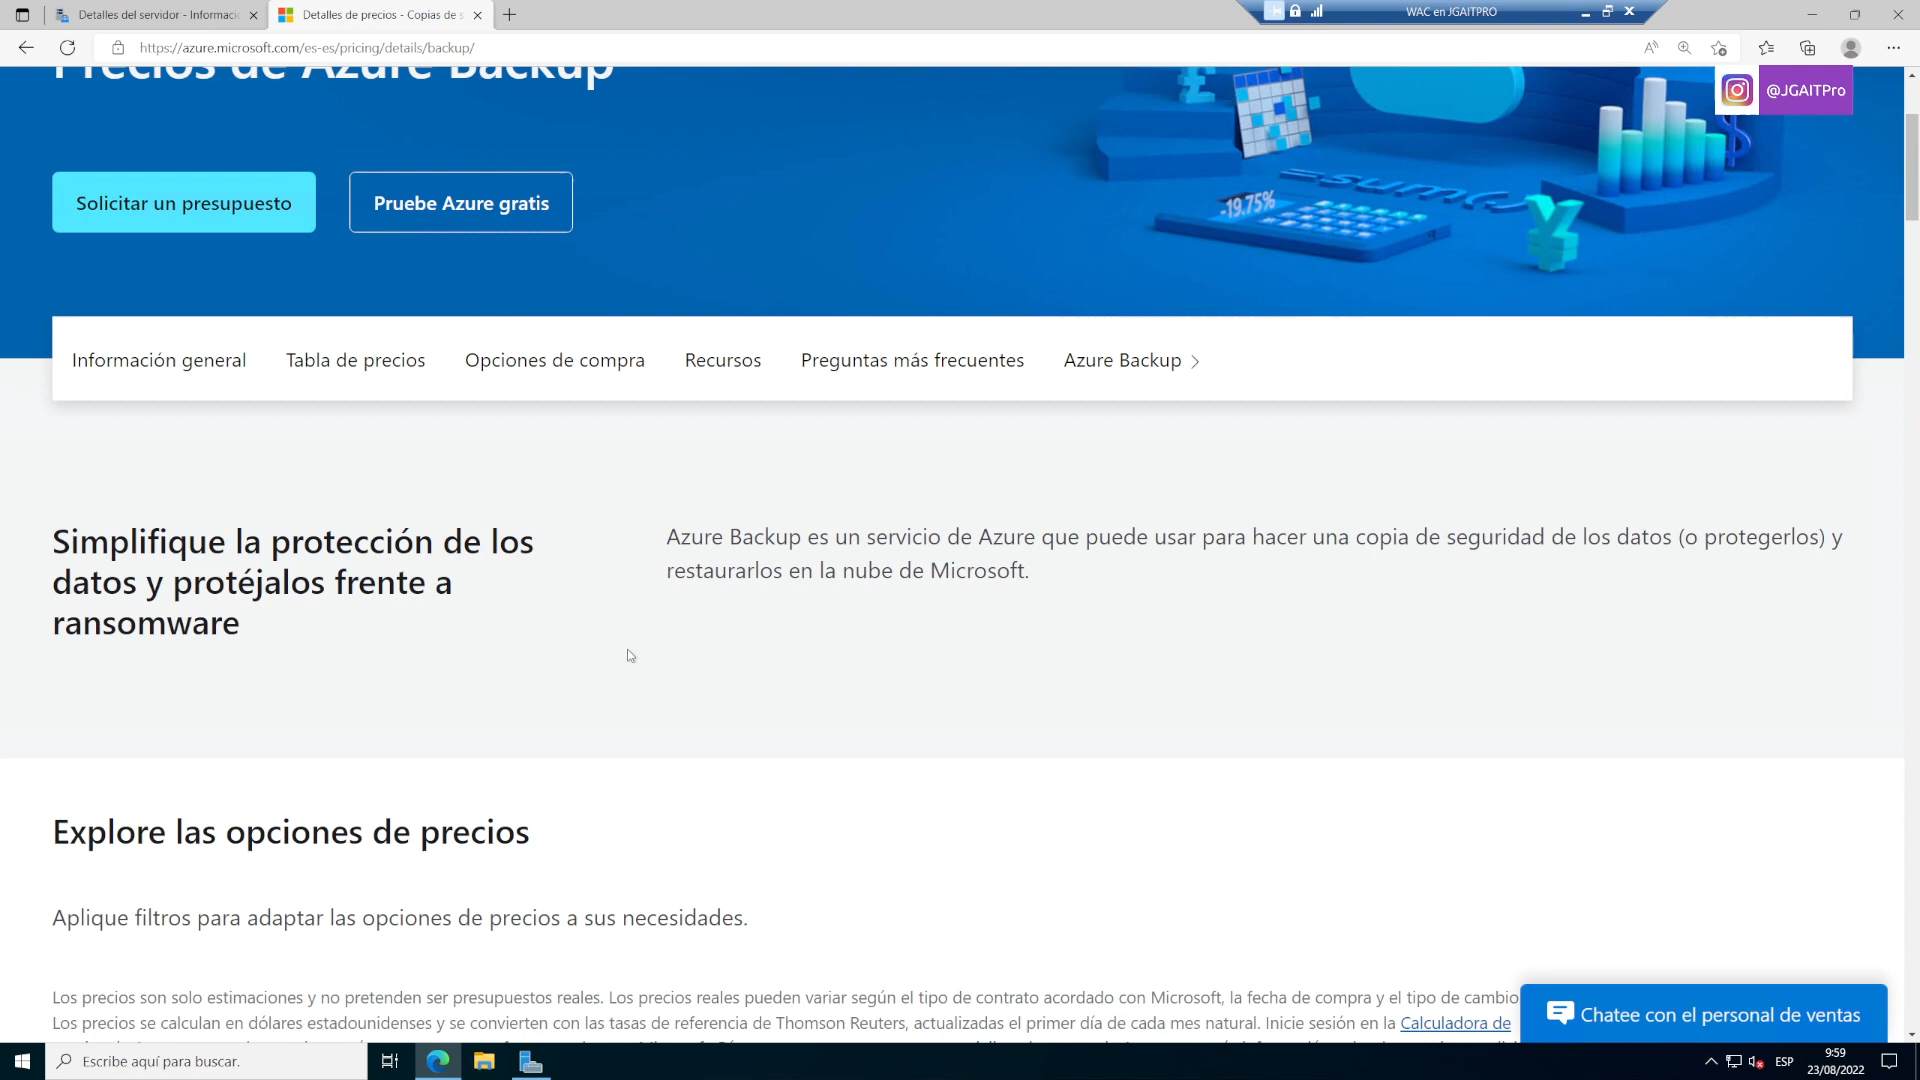 Detalles del servidor - Informaci
Detalles de precios - Copias de s
WAC en JGAITPRO
https://azure.microsoft.com/es-es/pricing/details/backup/
Precios de Azure Backup
@JGAITPro
Solicitar un presupuesto
Pruebe Azure gratis
-19.75%
=sum(
Información general
Tabla de precios
Opciones de compra
Recursos
Preguntas más frecuentes
Azure Backup
Simplifique la protección de los
datos y protéjalos frente a
ransomware
Azure Backup es un servicio de Azure que puede usar para hacer una copia de seguridad de los datos (o protegerlos) y
restaurarlos en la nube de Microsoft.
Explore las opciones de precios
Aplique filtros para adaptar las opciones de precios a sus necesidades.
Los precios son solo estimaciones y no pretenden ser presupuestos reales. Los precios reales pueden variar según el tipo de contrato acordado con Microsoft, la fecha de compra y el tipo de cambio
Los precios se calculan en dólares estadounidenses y se convierten con las tasas de referencia de Thomson Reuters, actualizadas el primer día de cada mes natural. Inicie sesión en la Calculadora de
Chatee con el personal de ventas
Escribe aquí para buscar.
ESP
9:59
23/08/2022